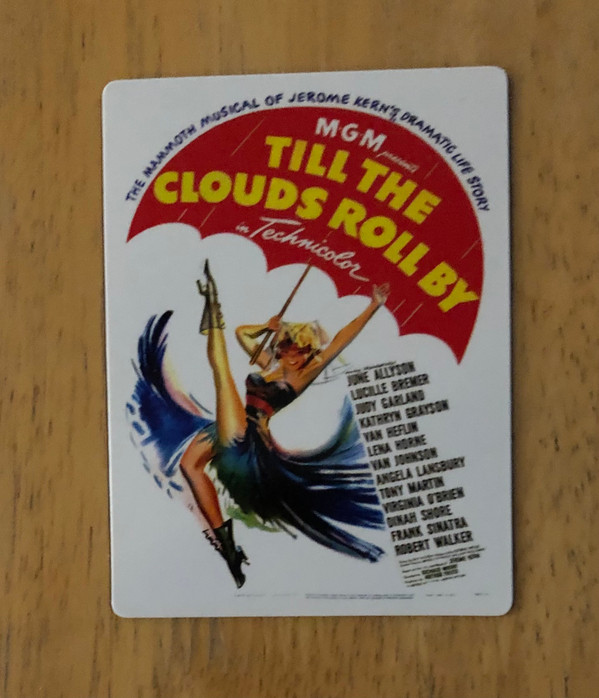 THE MAMMOTH MUSICAL OF JEROME KERN'S DRAMATIC LIFE STORY
MGM presents
TILL THE
CLOUDS ROLL BY
in Technicolor
JUNE ALLYSON
LUCILLE BREMER
JUDY GARLAND
KATHRYN GRAYSON
VAN HEFLIN
LENA HORNE
VAN JOHNSON
ANGELA LANSBURY
TONY MARTIN
VIRGINIA O'BRIEN
DINAH SHORE
FRANK SINATRA
ROBERT WALKER